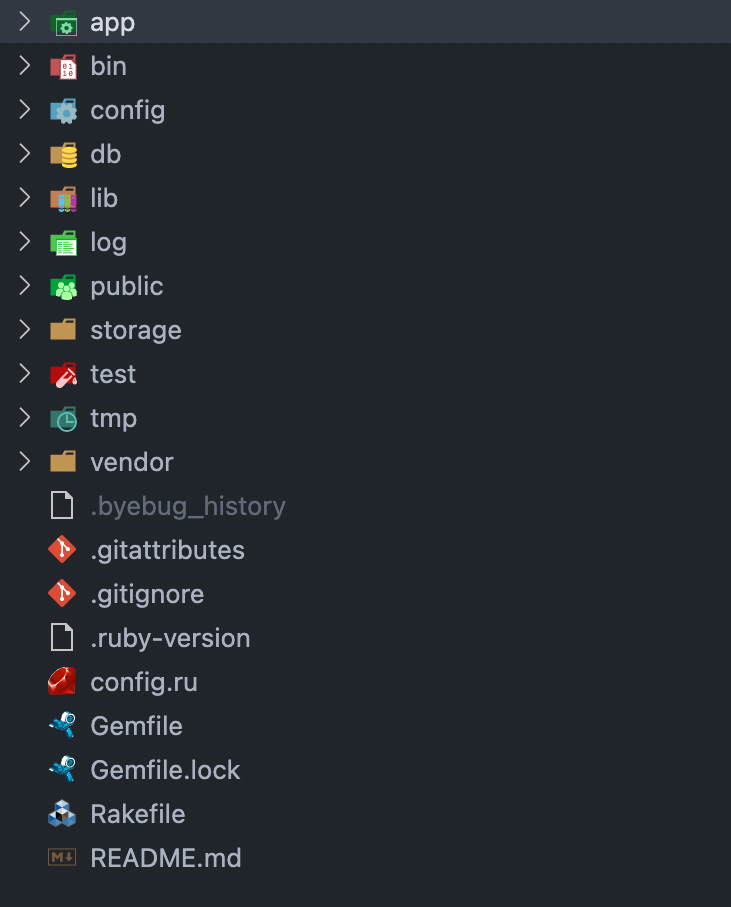 app
bin
config
db
lib
log
public
storage
test
tmp
vendor
.byebug_history
.gitattributes
.gitignore
.ruby-version
config.ru
Gemfile
Gemfile.lock
Rakefile
README.md